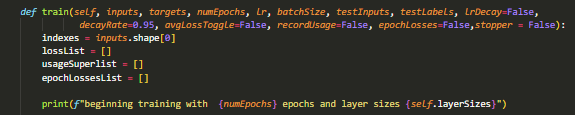 def train(self, inputs, targets, numEpochs, Lr, batchSize, testInputs, testLabels, lrDecay=False,
decayRate=0.95, avgLossToggle=False, recordUsage=False, epochLosses=False,stopper = False):
indexes = inputs.shape[0]
lossList = []
usageSuperlist = []
epochLossesList = []
print(f"beginning training with  {numEpochs} epochs and layer sizes {self.layerSizes}")